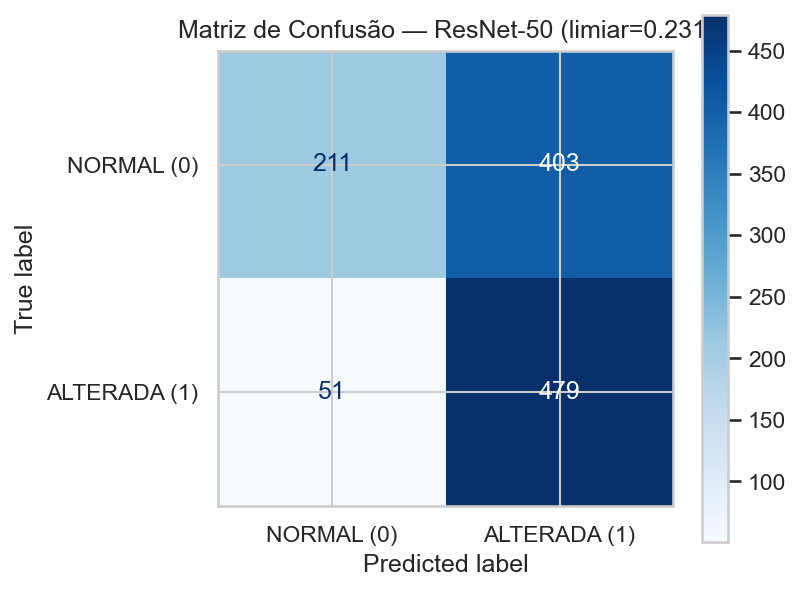 Matriz de Confusão — ResNet-50 (limiar=0.231
450
400
350
300
250
200
150
100
True label
NORMAL (0)
211
403
ALTERADA (1)
51
479
NORMAL (0)
ALTERADA (1)
Predicted label